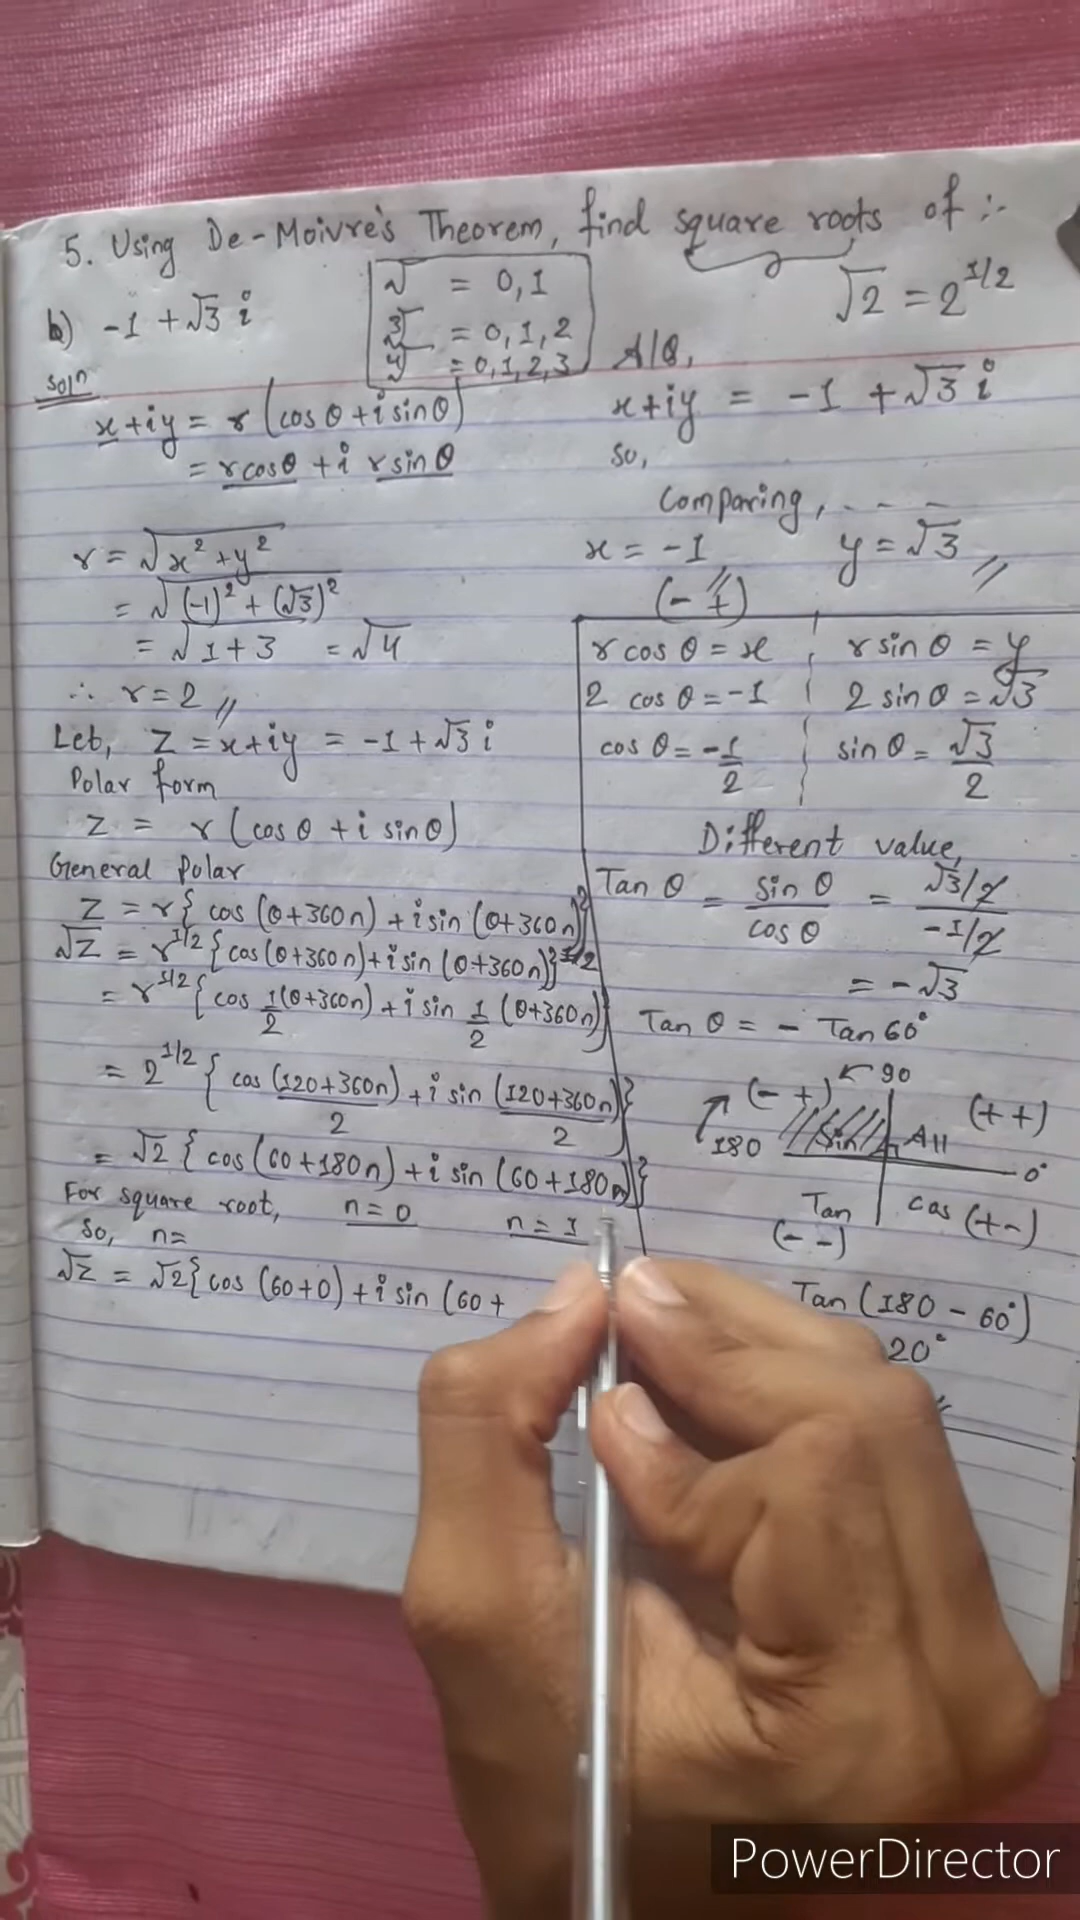 5. Using De-Moivre's Theorem, find square roots of :-
b) -1 + √3 i
√ = 0,1
3√ = 0,1,2
4√ = 0,1,2,3
√2 = 2^1/2
Soln
x+iy = r (cos θ + i sin θ)
= r cos θ + i r sin θ
r = √x² + y²
= √(-1)² + (√3)²
= √1+3 = √4
∴ r = 2 //
Let, Z = x+iy = -1 + √3 i
Polar form
Z = r (cos θ + i sin θ)
General Polar
Z = r { cos (θ+360n) + i sin (θ+360n)}
√Z = r^1/2 {cos(θ+360n)+i sin (θ+360n)}^1/2
= r^1/2 { cos 1/2 (θ+360n) + i sin 1/2 (θ+360n)}
= 2^1/2 { cos (120+360n)/2 + i sin (120+360n)/2 }
= √2 { cos (60+180n) + i sin (60+180n)}
For square root, n=0 n=1
So, n=
√Z = √2{cos (60+0) + i sin (60+
A/Q,
x+iy = -1 + √3 i
so,
Comparing, - - -
x = -1, y = √3 //
(- +)
r cos θ = x , r sin θ = y
2 cos θ = -1 2 sin θ = √3
cos θ = -1/2 sin θ = √3/2
Different value,
Tan θ = sin θ / cos θ = √3/2 / -1/2
= -√3
Tan θ = - Tan 60°
(- +) 90 (+ +)
180 Sin All 0°
Tan cos (+ -)
(- -)
Tan (180 - 60°)
20°
PowerDirector